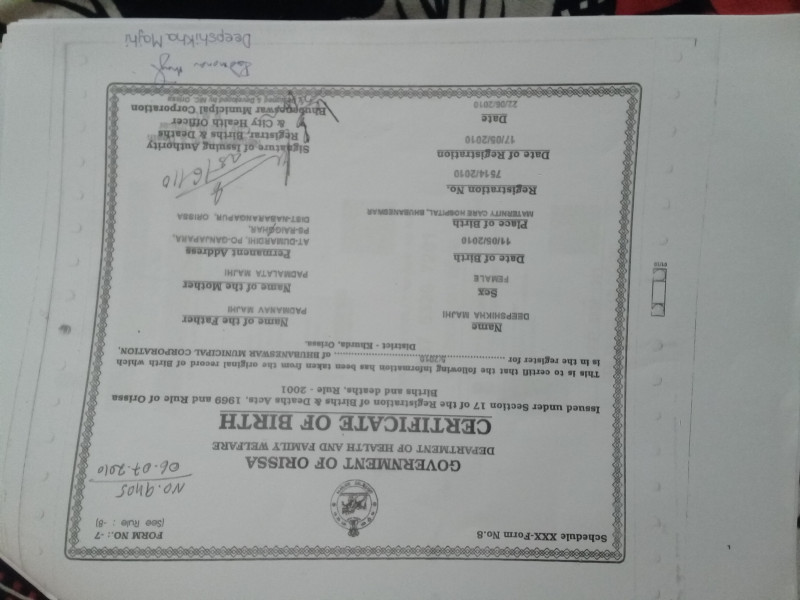 Schedule XXX-Form No.8
FORM NO.: -7
(See Rule : -8)
NO. 9405
06.07.2010
GOVERNMENT OF ORISSA
DEPARTMENT OF HEALTH AND FAMILY WELFARE
CERTIFICATE OF BIRTH
Issued under Section 17 of the Registration of Births & Deaths Acts, 1969 and Rule of Orissa
Births and deaths, Rule - 2001
This is to certifi that the following information has been taken from the original record of Birth which
is in the register for ........ of BHUBANESWAR MUNICIPAL CORPORATION,
District - Khurda, Orissa.
Name
DEEPSHIKHA MAJHI
Sex
FEMALE
Date of Birth
11/05/2010
Place of Birth
MATERNITY CARE HOSPITAL, BHUBANESWAR
Registration No.
7514/2010
Date of Registration
17/05/2010
Date
22/06/2010
Name of the Father
PADMANAV MAJHI
Name of the Mother
PADMALATA MAJHI
Permanent Address
AT-DUMARDIHI, PO-GANJAPARA,
PS-RAIGHAR,
DIST-NABARANGAPUR, ORISSA
Signature of Issuing Authority
Registrar, Births & Deaths
& City Health Officer
Bhubaneswar Municipal Corporation
Deepshikha Majhi